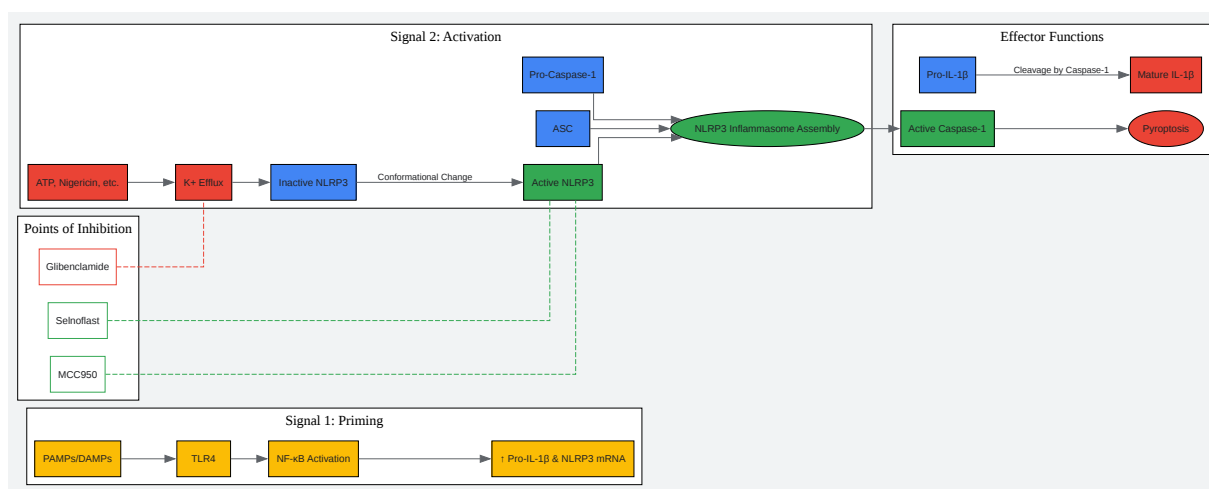 Signal 2: Activation
Pro-Caspase-1
ASC
NLRP3 Inflammasome Assembly
ATP, Nigericin, etc.
K+ Efflux
Inactive NLRP3
Conformational Change
Active NLRP3
Effector Functions
Pro-IL-1β
Cleavage by Caspase-1
Mature IL-1β
Active Caspase-1
Pyroptosis
Points of Inhibition
Glibenclamide
Selnoflast
MCC950
Signal 1: Priming
PAMPs/DAMPs
TLR4
NF-κB Activation
↑ Pro-IL-1β & NLRP3 mRNA